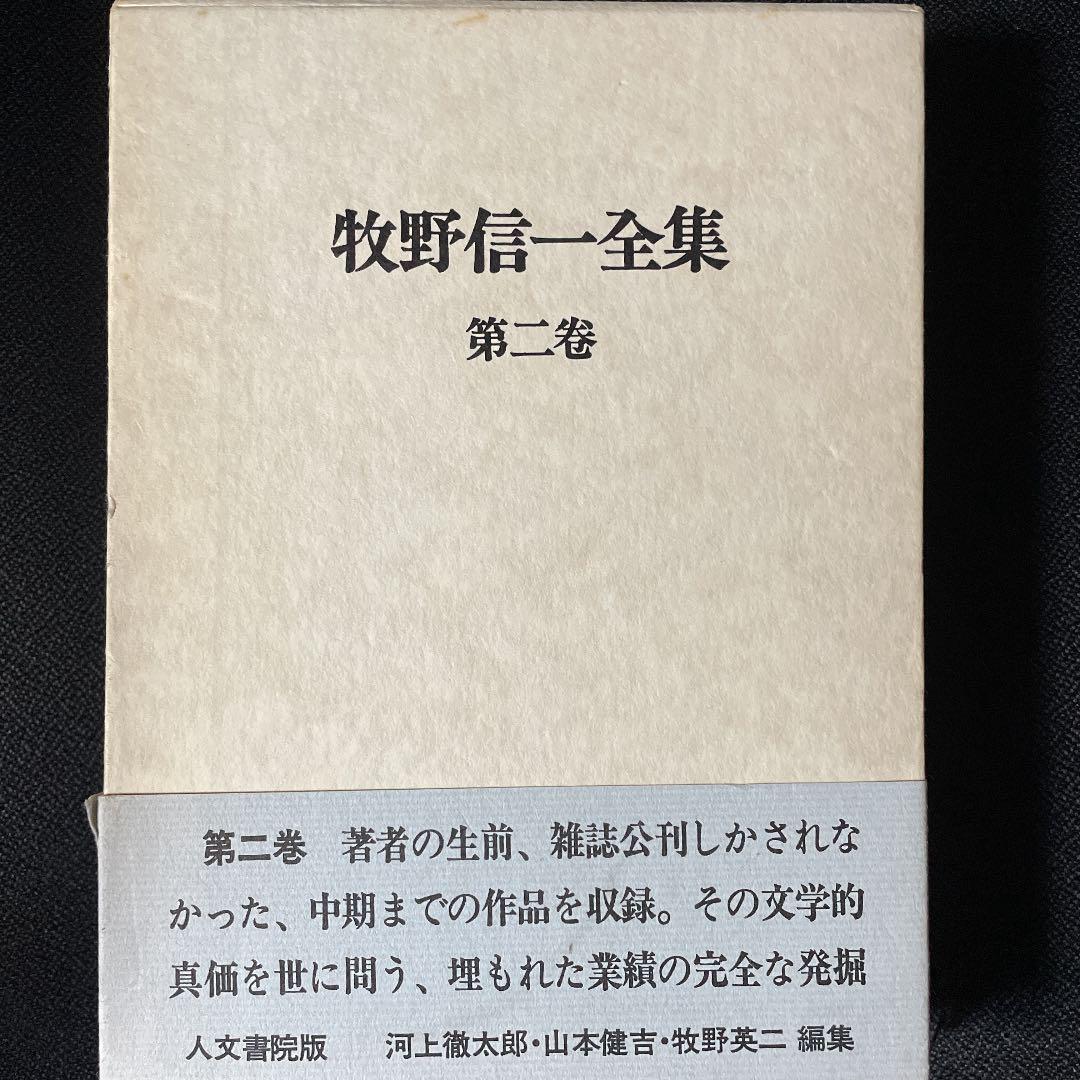 牧野信一全集
第二卷
第二巻 著者の生前、雑誌公刊しかされな
かった、中期までの作品を収録。その文学的
真価を世に問う、埋もれた業績の完全な発掘
人文書院版 河上徹太郎・山本健吉・牧野英二 編集